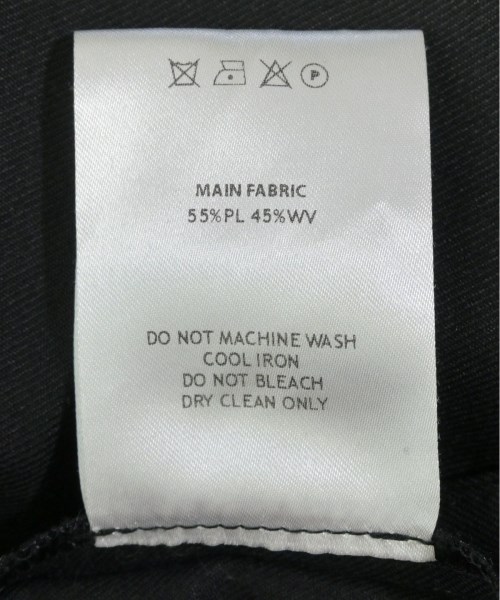 P
MAIN FABRIC
55%PL 45%WV
DO NOT MACHINE WASH
COOL IRON
DO NOT BLEACH
DRY CLEAN ONLY